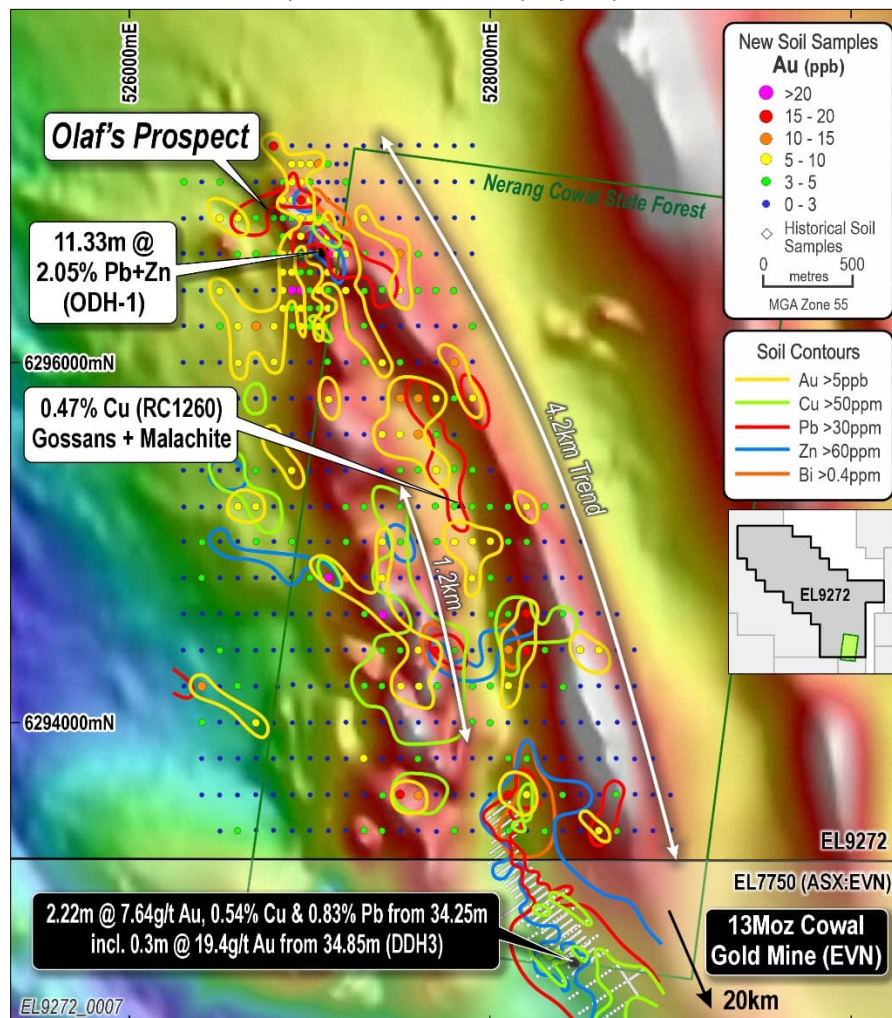 526000mE
528000mE
Olaf's Prospect
Nerang Cowal State Forest
11.33m @
2.05% Pb+Zn
(ODH-1)
6296000mN
0.47% Cu (RC1260)
Gossans + Malachite
4.2km Trend
1.2km
6294000mN
New Soil Samples
Au (ppb)
>20
15 - 20
10 - 15
5 - 10
3 - 5
0 - 3
Historical Soil
Samples
0 500
metres
MGA Zone 55
Soil Contours
Au >5ppb
Cu >50ppm
Pb >30ppm
Zn >60ppm
Bi >0.4ppm
EL9272
EL9272
EL7750 (ASX:EVN)
2.22m @ 7.64g/t Au, 0.54% Cu & 0.83% Pb from 34.25m
incl. 0.3m @ 19.4g/t Au from 34.85m (DDH3)
13Moz Cowal
Gold Mine (EVN)
20km
EL9272_0007